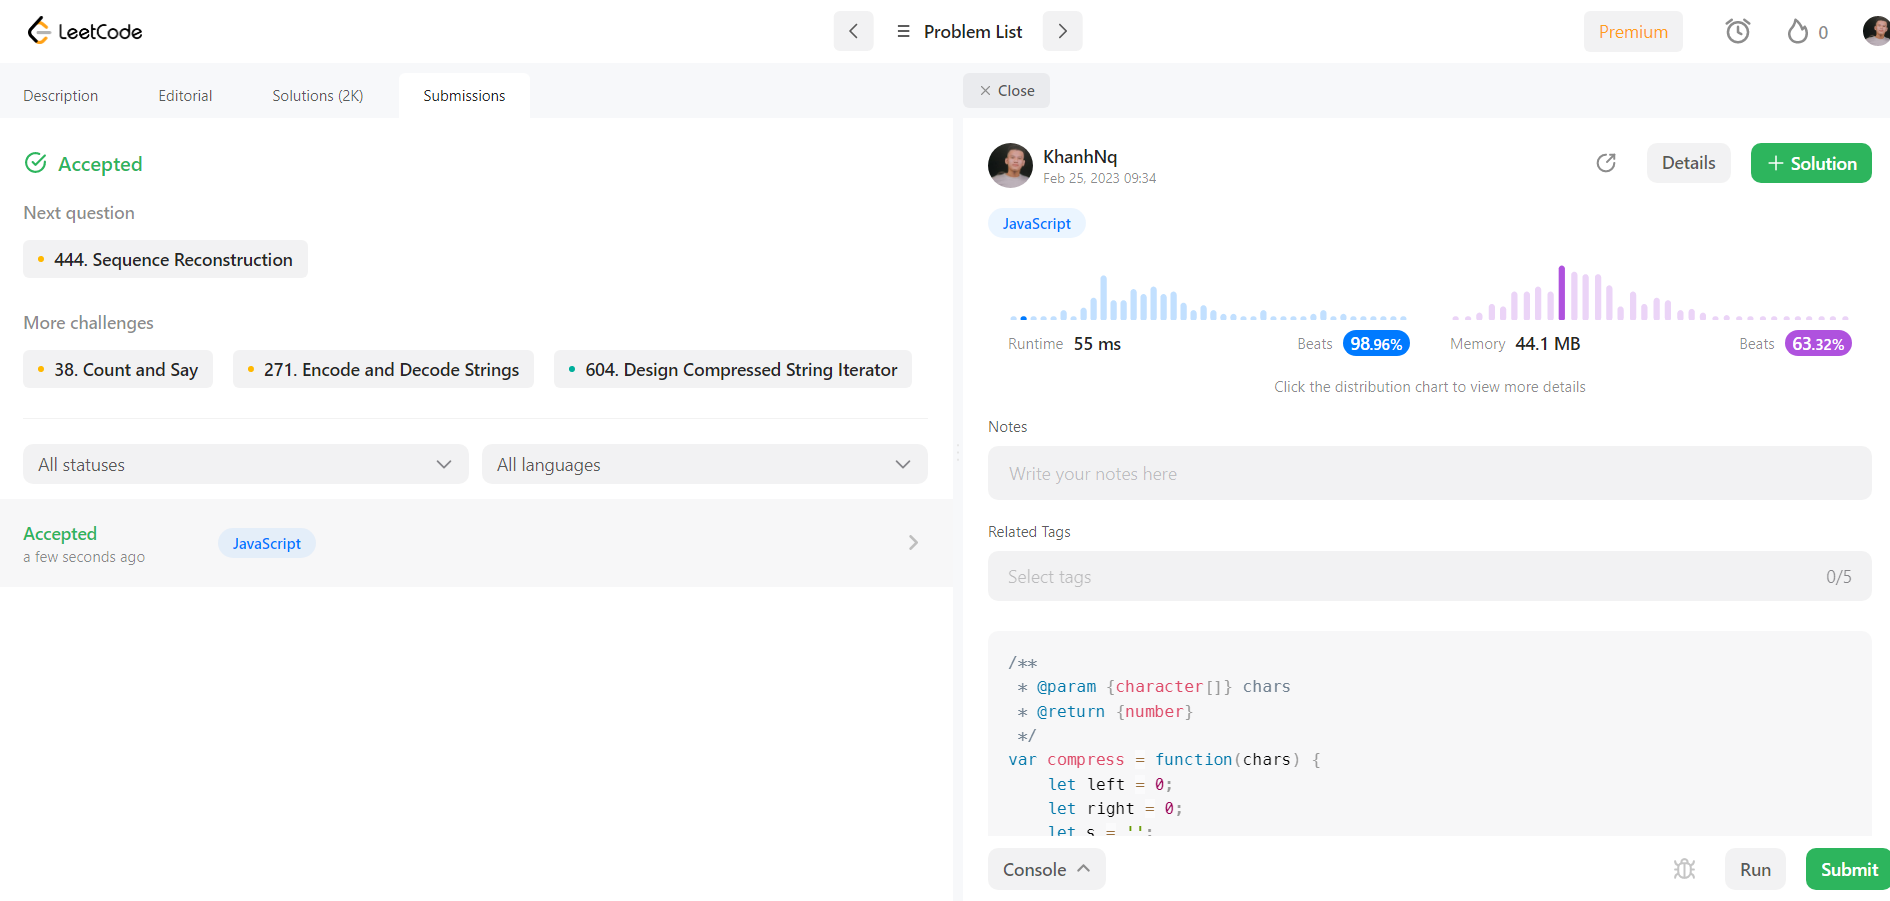 LeetCode
Problem List
Premium
0
Description
Editorial
Solutions (2K)
Submissions
Accepted
Next question
444. Sequence Reconstruction
More challenges
38. Count and Say
271. Encode and Decode Strings
604. Design Compressed String Iterator
All statuses
All languages
Accepted
a few seconds ago
JavaScript
Close
KhanhNq
Feb 25, 2023 09:34
Details
+ Solution
JavaScript
Runtime 55 ms
Beats 98.96%
Memory 44.1 MB
Beats 63.32%
Click the distribution chart to view more details
Notes
Write your notes here
Related Tags
Select tags
0/5
/**
 * @param {character[]} chars
 * @return {number}
 */
var compress = function(chars) {
    let left = 0;
    let right = 0;
    let s = '';
Console
Run
Submit